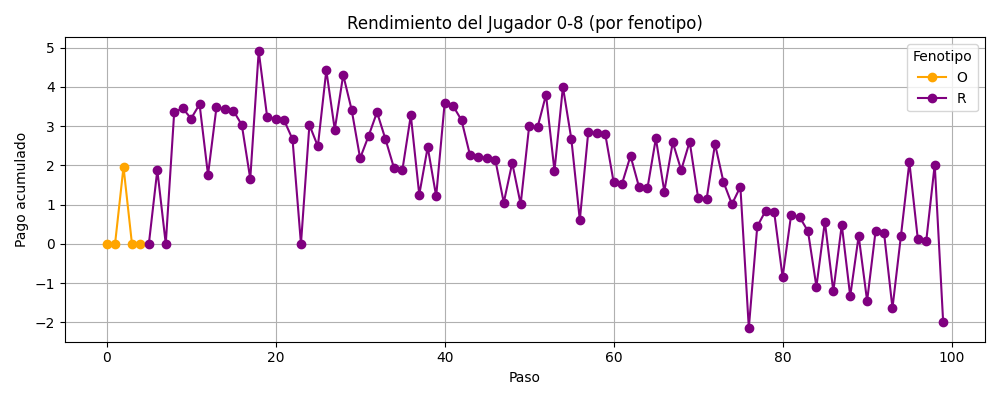 Rendimiento del Jugador 0-8 (por fenotipo)
Pago acumulado
5
4
3
2
1
0
−1
−2
Fenotipo
O
R
0 20 40 60 80 100
Paso